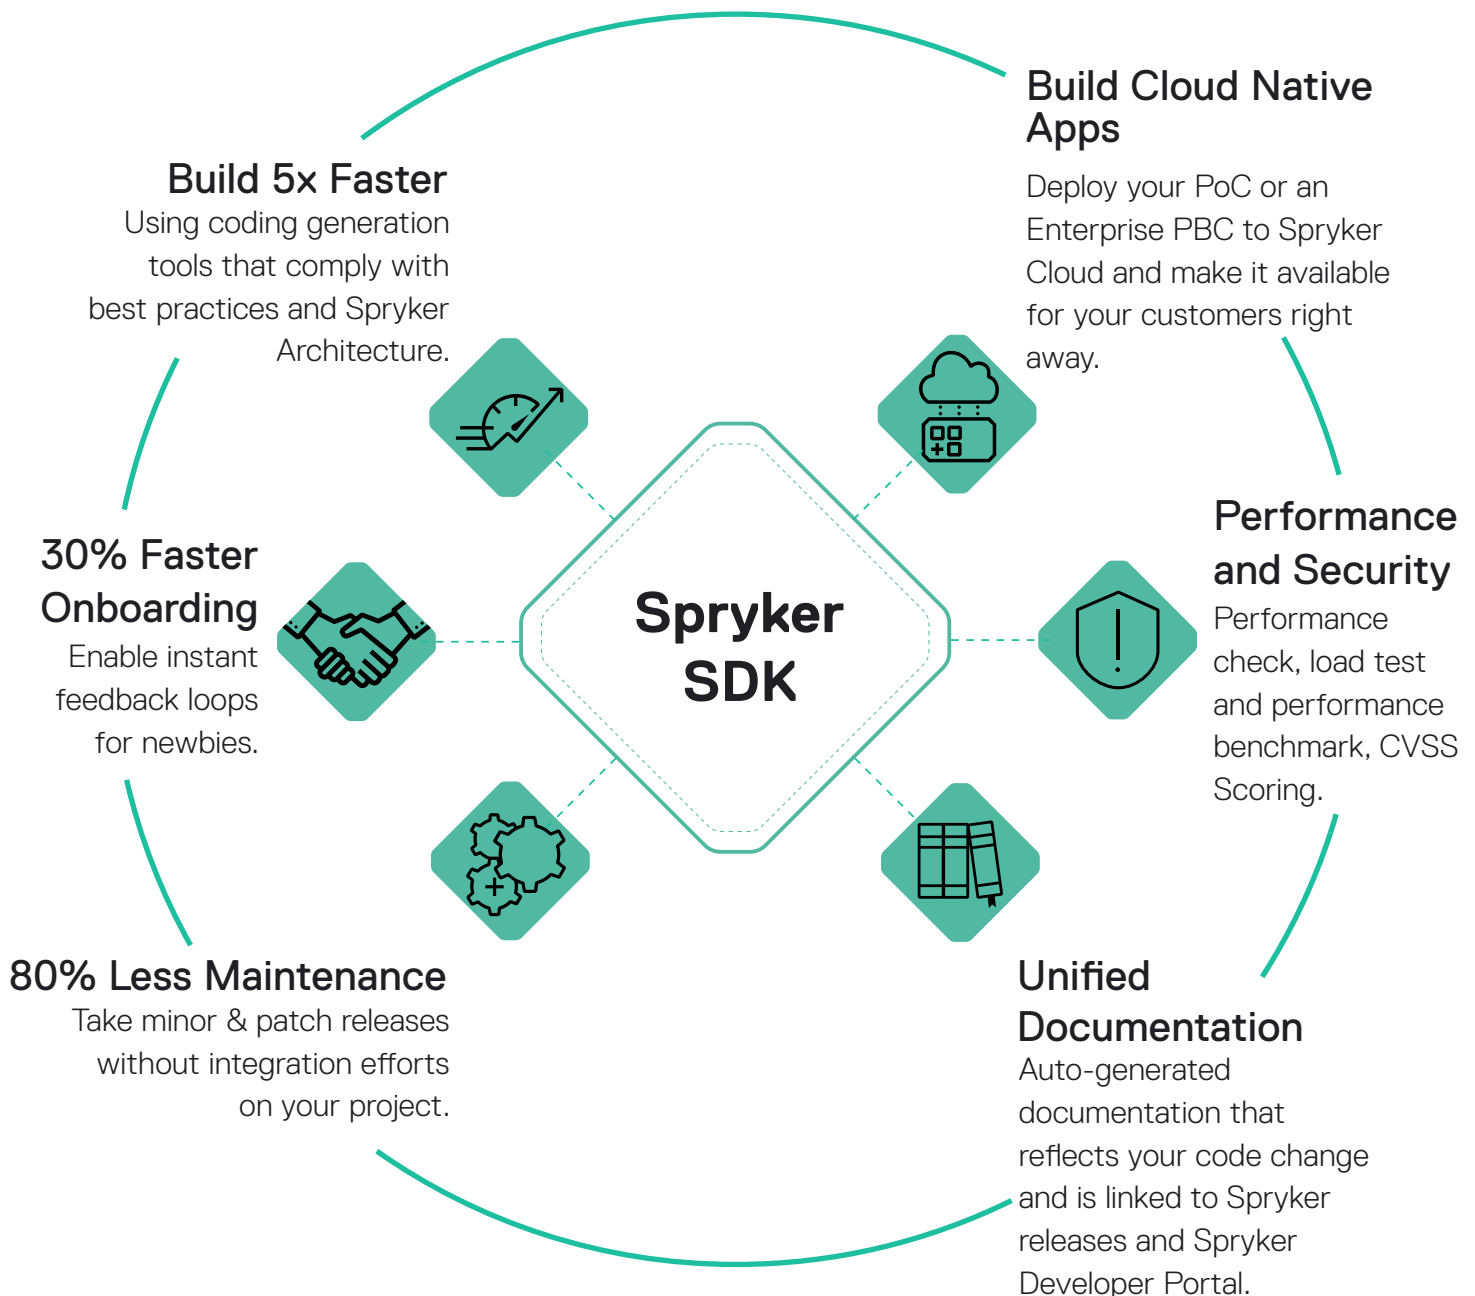 Build Cloud Native
Apps
Deploy your PoC or an
Enterprise PBC to Spryker
Cloud and make it available
for your customers right
away.
Build 5x Faster
Using coding generation
tools that comply with
best practices and Spryker
Architecture.
Performance
and Security
Performance
check, load test
and performance
benchmark, CVSS
Scoring.
30% Faster
Onboarding
Enable instant
feedback loops
for newbies.
Spryker
SDK
80% Less Maintenance
Take minor & patch releases
without integration efforts
on your project.
Unified
Documentation
Auto-generated
documentation that
reflects your code change
and is linked to Spryker
releases and Spryker
Developer Portal.